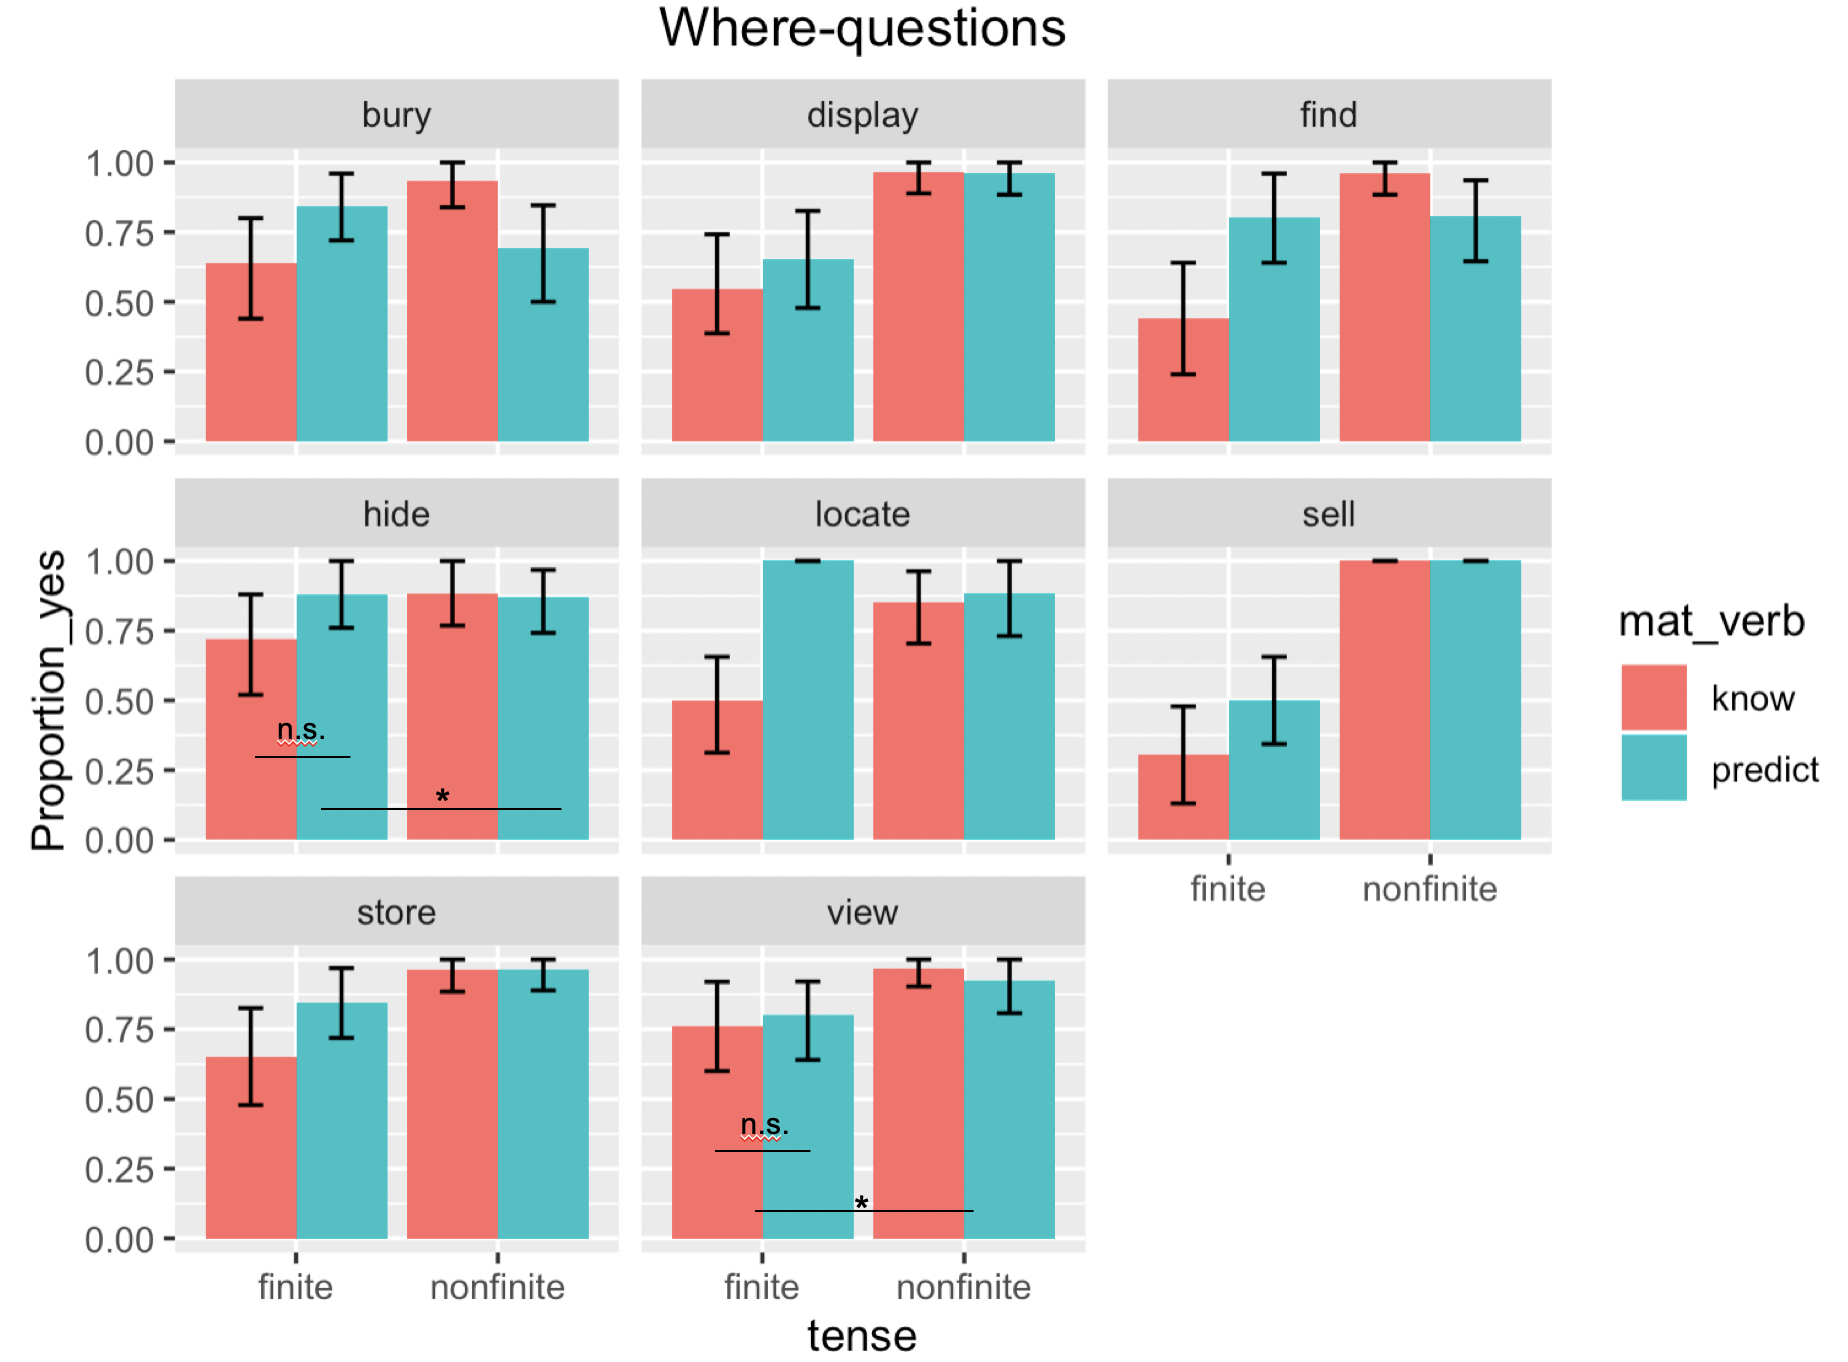 Where-questions
bury
display
find
1.00
0.75
0.50
0.25
0.00
hide
locate
sell
1.00
0.75
0.50
0.25
0.00
n.s.
*
finite
nonfinite
store
view
1.00
0.75
0.50
0.25
0.00
n.s.
*
finite
nonfinite
finite
nonfinite
tense
Proportion_yes
mat_verb
know
predict